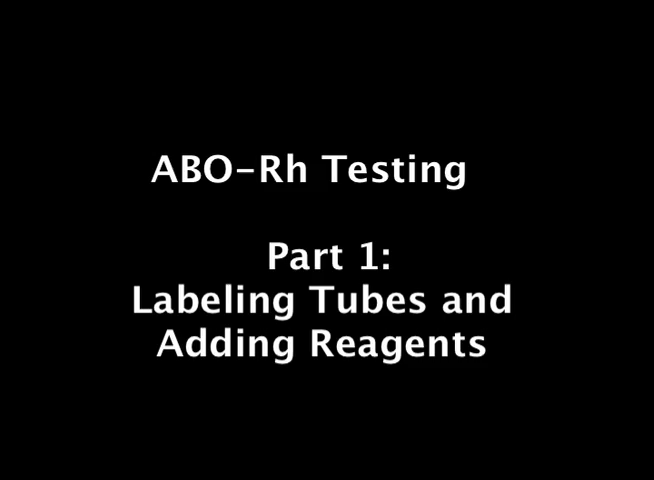 ABO-Rh Testing
Part 1:
Labeling Tubes and
Adding Reagents